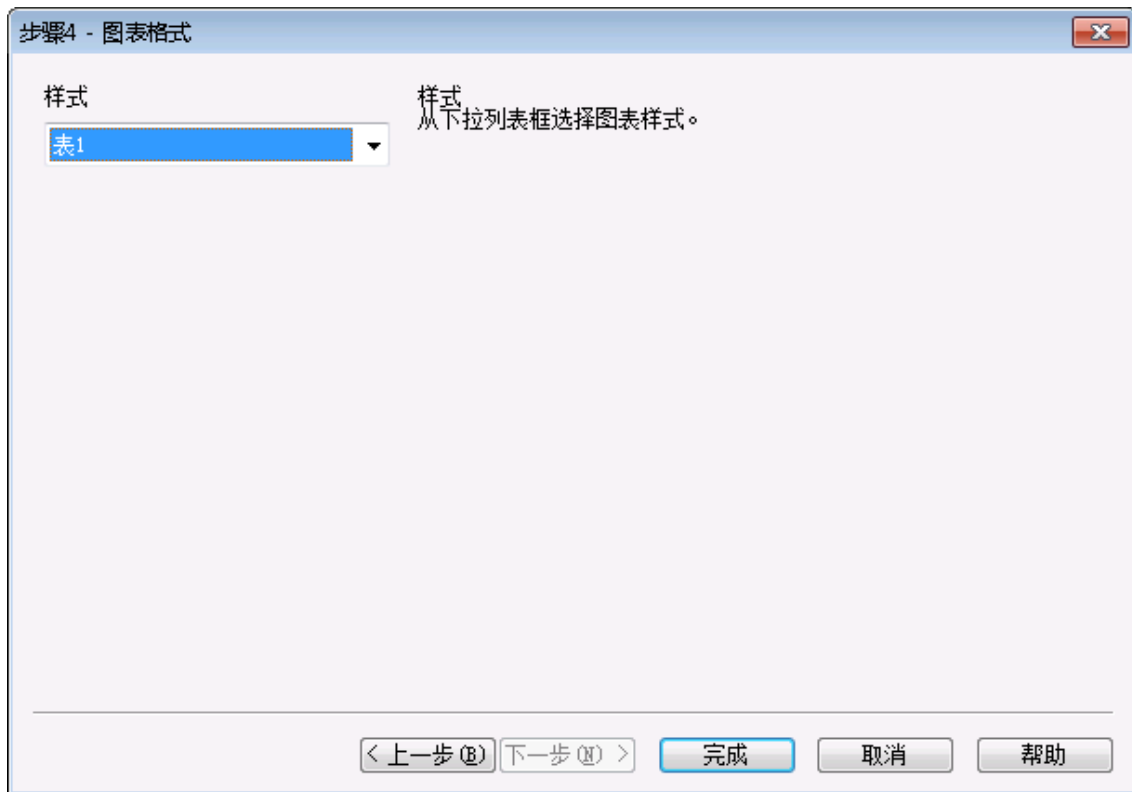 步骤4 - 图表格式
样式
表1
样式
从下拉列表框选择图表样式。
< 上一步(B)
下一步(N) >
完成
取消
帮助